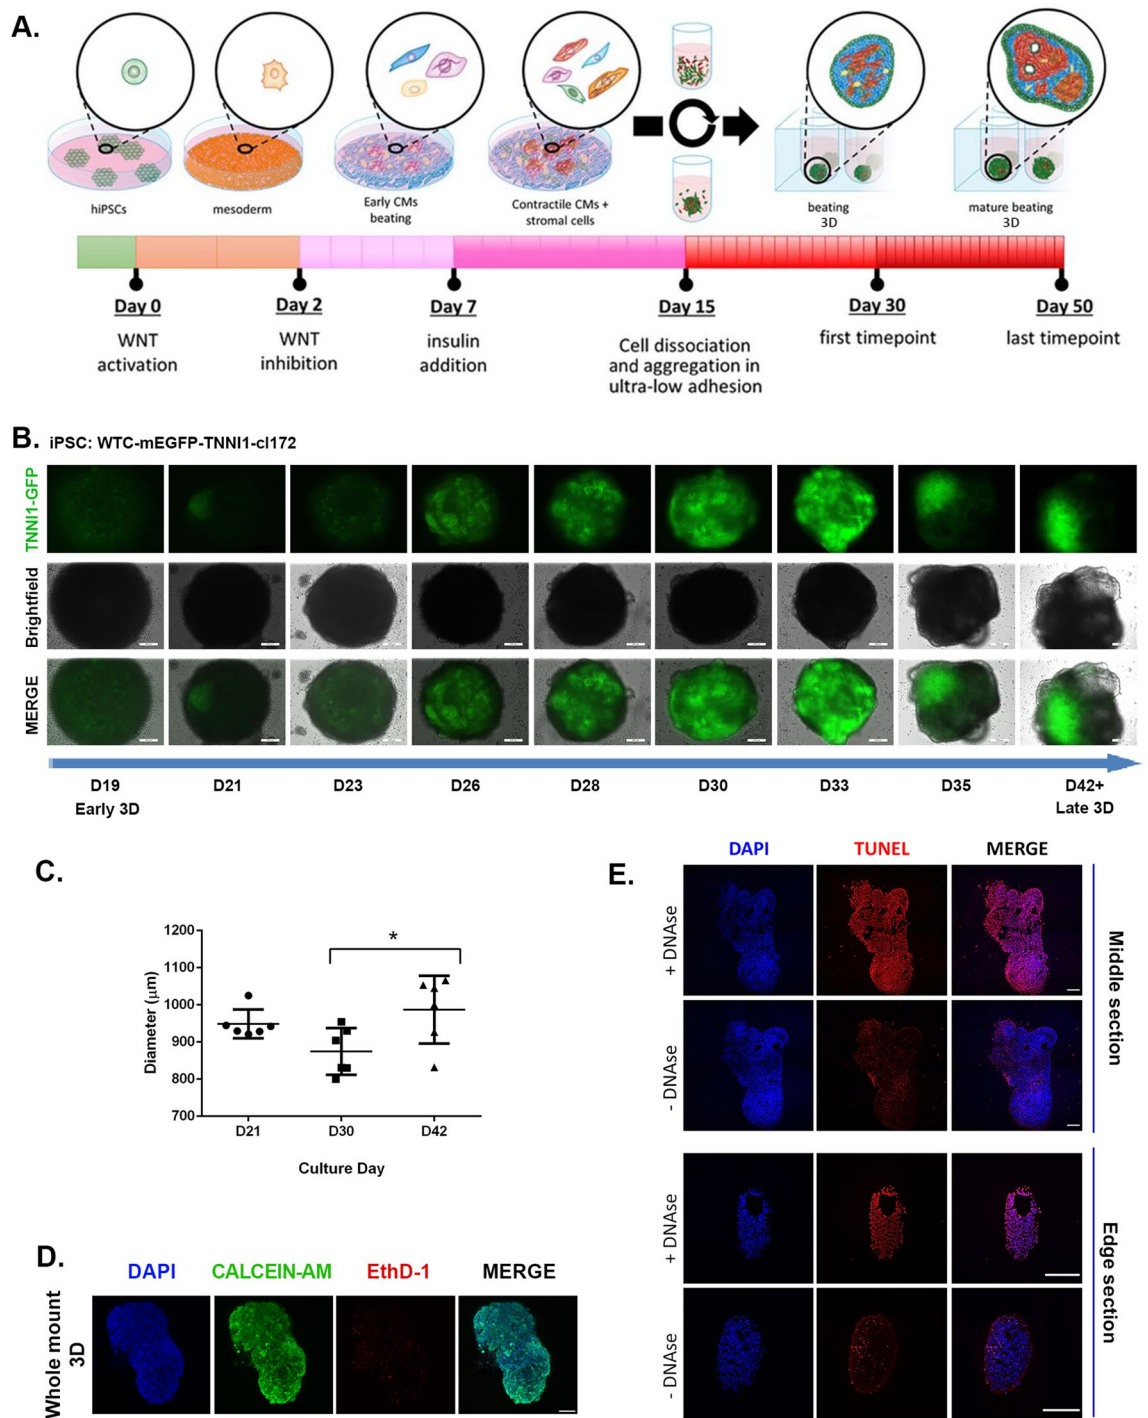 A.
hiPSCs
mesoderm
Early CMs
beating
Contractile CMs +
stromal cells
beating
3D
mature beating
3D
Day 0
WNT
activation
Day 2
WNT
inhibition
Day 7
insulin
addition
Day 15
Cell dissociation
and aggregation in
ultra-low adhesion
Day 30
first timepoint
Day 50
last timepoint
B. iPSC: WTC-mEGFP-TNNI1-cl172
TNNI1-GFP
Brightfield
MERGE
D19 D21 D23 D26 D28 D30 D33 D35 D42+
Early 3D Late 3D
C.
Diameter (μm)
1200
1100
1000
900
800
700
*
D21 D30 D42
Culture Day
D.
DAPI CALCEIN-AM EthD-1 MERGE
Whole mount
3D
E.
DAPI TUNEL MERGE
+ DNAse
- DNAse
Middle section
+ DNAse
- DNAse
Edge section